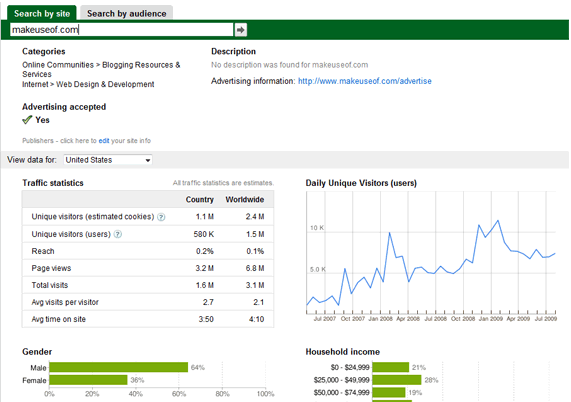 Search by site
Search by audience
makeuseof.com
Categories
Online Communities > Blogging Resources &
Services
Internet > Web Design & Development
Description
No description was found for makeuseof.com
Advertising information: http://www.makeuseof.com/advertise
Advertising accepted
Yes
Publishers - click here to edit your site info
View data for: United States
Traffic statistics
All traffic statistics are estimates.
Country Worldwide
Unique visitors (estimated cookies) ? 1.1 M 2.4 M
Unique visitors (users) ? 580 K 1.5 M
Reach 0.2% 0.1%
Page views 3.2 M 6.8 M
Total visits 1.6 M 3.1 M
Avg visits per visitor 2.7 2.1
Avg time on site 3:50 4:10
Daily Unique Visitors (users)
10 K
5.0 K
Jul 2007 Oct 2007 Jan 2008 Apr 2008 Jul 2008 Oct 2008 Jan 2009 Apr 2009 Jul 2009
Gender
Male 64%
Female 36%
0% 20% 40% 60% 80% 100%
Household income
$0 - $24,999 21%
$25,000 - $49,999 28%
$50,000 - $74,999 19%